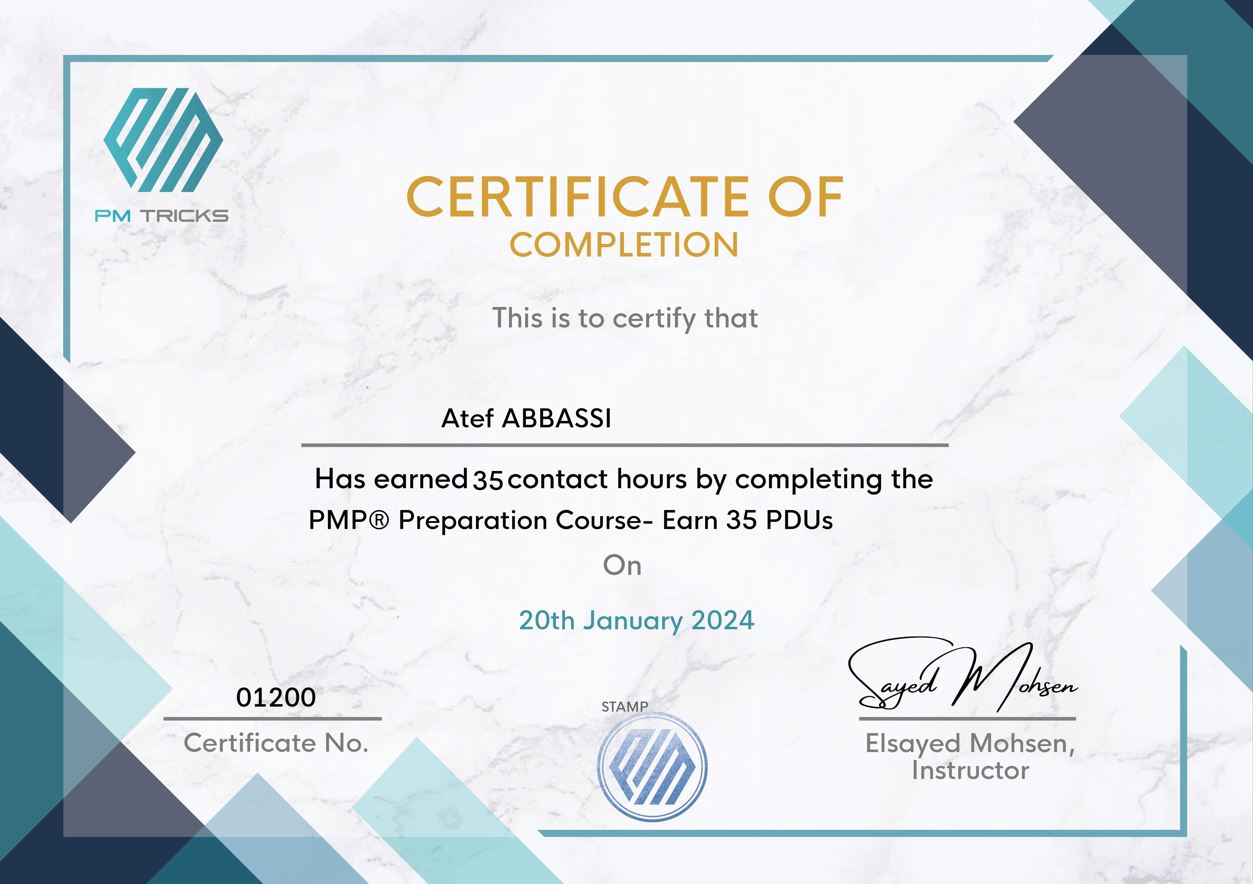 PM TRICKS
CERTIFICATE OF
COMPLETION
This is to certify that
Atef ABBASSI
Has earned 35 contact hours by completing the
PMP® Preparation Course- Earn 35 PDUs
On
20th January 2024
Sayed Mohsen
01200
STAMP
Certificate No.
Elsayed Mohsen,
Instructor